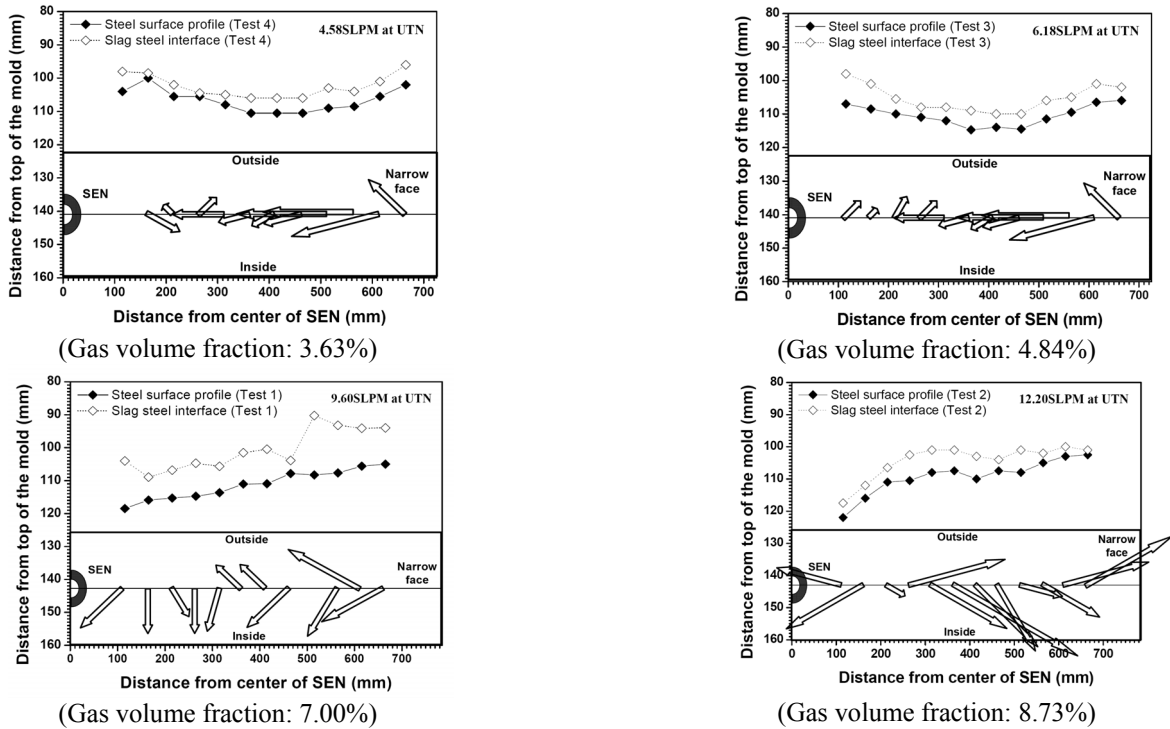 Steel surface profile (Test 4)
Slag steel interface (Test 4)
4.58SLPM at UTN
80
90
100
110
120
130
140
150
160
Distance from top of the mold (mm)
Outside
SEN
Narrow
face
Inside
0 100 200 300 400 500 600 700
Distance from center of SEN (mm)
(Gas volume fraction: 3.63%)
Steel surface profile (Test 3)
Slag steel interface (Test 3)
6.18SLPM at UTN
80
90
100
110
120
130
140
150
160
Distance from top of the mold (mm)
Outside
SEN
Narrow
face
Inside
0 100 200 300 400 500 600 700
Distance from center of SEN (mm)
(Gas volume fraction: 4.84%)
Steel surface profile (Test 1)
Slag steel interface (Test 1)
9.60SLPM at UTN
80
90
100
110
120
130
140
150
160
Distance from top of the mold (mm)
Outside
SEN
Narrow
face
Inside
0 100 200 300 400 500 600 700
Distance from center of SEN (mm)
(Gas volume fraction: 7.00%)
Steel surface profile (Test 2)
Slag steel interface (Test 2)
12.20SLPM at UTN
80
90
100
110
120
130
140
150
160
Distance from top of the mold (mm)
Outside
SEN
Narrow
face
Inside
0 100 200 300 400 500 600 700
Distance from center of SEN (mm)
(Gas volume fraction: 8.73%)